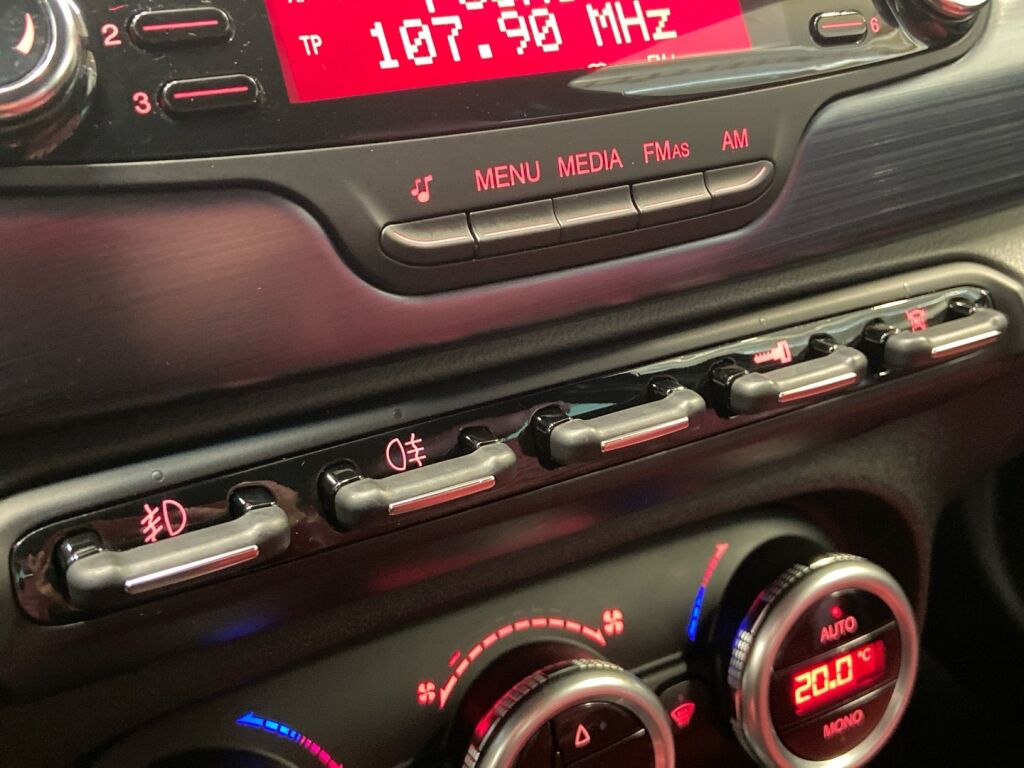 2
TP
107.90 MHz
6
3
MENU
MEDIA
FMAS
AM
AUTO
20.0 °C
MONO